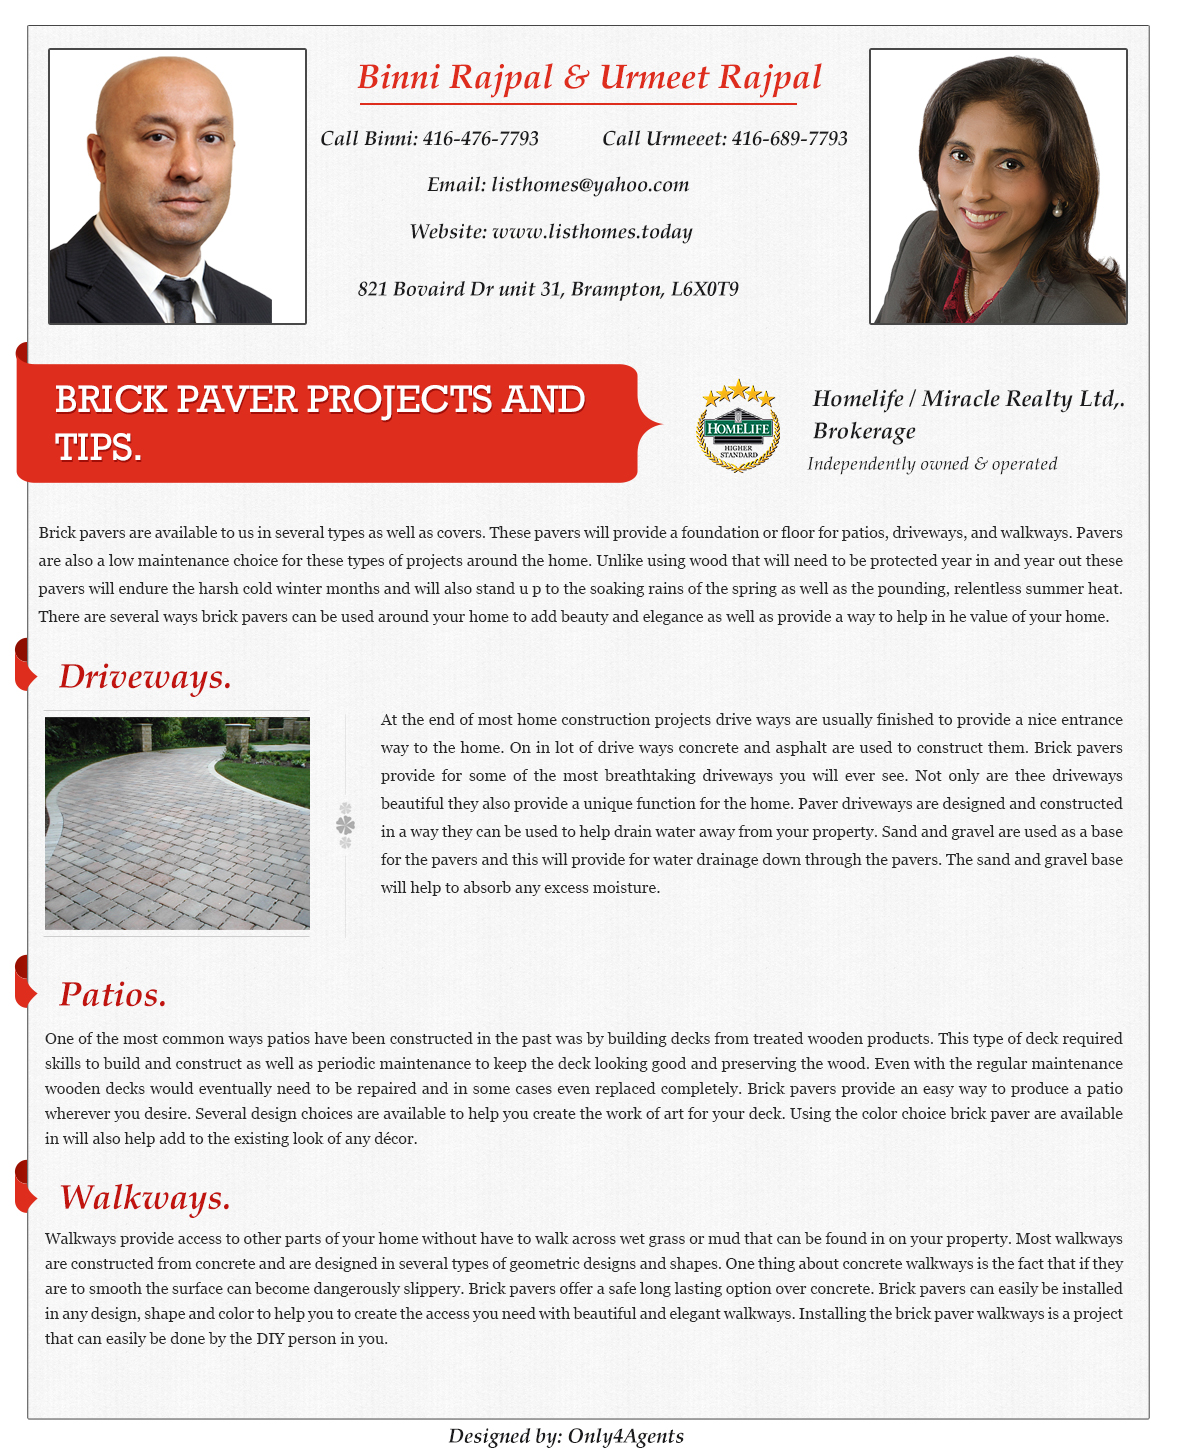 Binni Rajpal & Urmeet Rajpal
Call Binni: 416-476-7793
Call Urmeeet: 416-689-7793
Email: listhomes@yahoo.com
Website: www.listhomes.today
821 Bovaird Dr unit 31, Brampton, L6X0T9
BRICK PAVER PROJECTS AND
TIPS.
HOMELIFE
HIGHER
STANDARD
Homelife / Miracle Realty Ltd,.
Brokerage
Independently owned & operated
Brick pavers are available to us in several types as well as covers. These pavers will provide a foundation or floor for patios, driveways, and walkways. Pavers
are also a low maintenance choice for these types of projects around the home. Unlike using wood that will need to be protected year in and year out these
pavers will endure the harsh cold winter months and will also stand u p to the soaking rains of the spring as well as the pounding, relentless summer heat.
There are several ways brick pavers can be used around your home to add beauty and elegance as well as provide a way to help in he value of your home.
Driveways.
At the end of most home construction projects drive ways are usually finished to provide a nice entrance
way to the home. On in lot of drive ways concrete and asphalt are used to construct them. Brick pavers
provide for some of the most breathtaking driveways you will ever see. Not only are thee driveways
beautiful they also provide a unique function for the home. Paver driveways are designed and constructed
in a way they can be used to help drain water away from your property. Sand and gravel are used as a base
for the pavers and this will provide for water drainage down through the pavers. The sand and gravel base
will help to absorb any excess moisture.
Patios.
One of the most common ways patios have been constructed in the past was by building decks from treated wooden products. This type of deck required
skills to build and construct as well as periodic maintenance to keep the deck looking good and preserving the wood. Even with the regular maintenance
wooden decks would eventually need to be repaired and in some cases even replaced completely. Brick pavers provide an easy way to produce a patio
wherever you desire. Several design choices are available to help you create the work of art for your deck. Using the color choice brick paver are available
in will also help add to the existing look of any décor.
Walkways.
Walkways provide access to other parts of your home without have to walk across wet grass or mud that can be found in on your property. Most walkways
are constructed from concrete and are designed in several types of geometric designs and shapes. One thing about concrete walkways is the fact that if they
are to smooth the surface can become dangerously slippery. Brick pavers offer a safe long lasting option over concrete. Brick pavers can easily be installed
in any design, shape and color to help you to create the access you need with beautiful and elegant walkways. Installing the brick paver walkways is a project
that can easily be done by the DIY person in you.
Designed by: Only4Agents